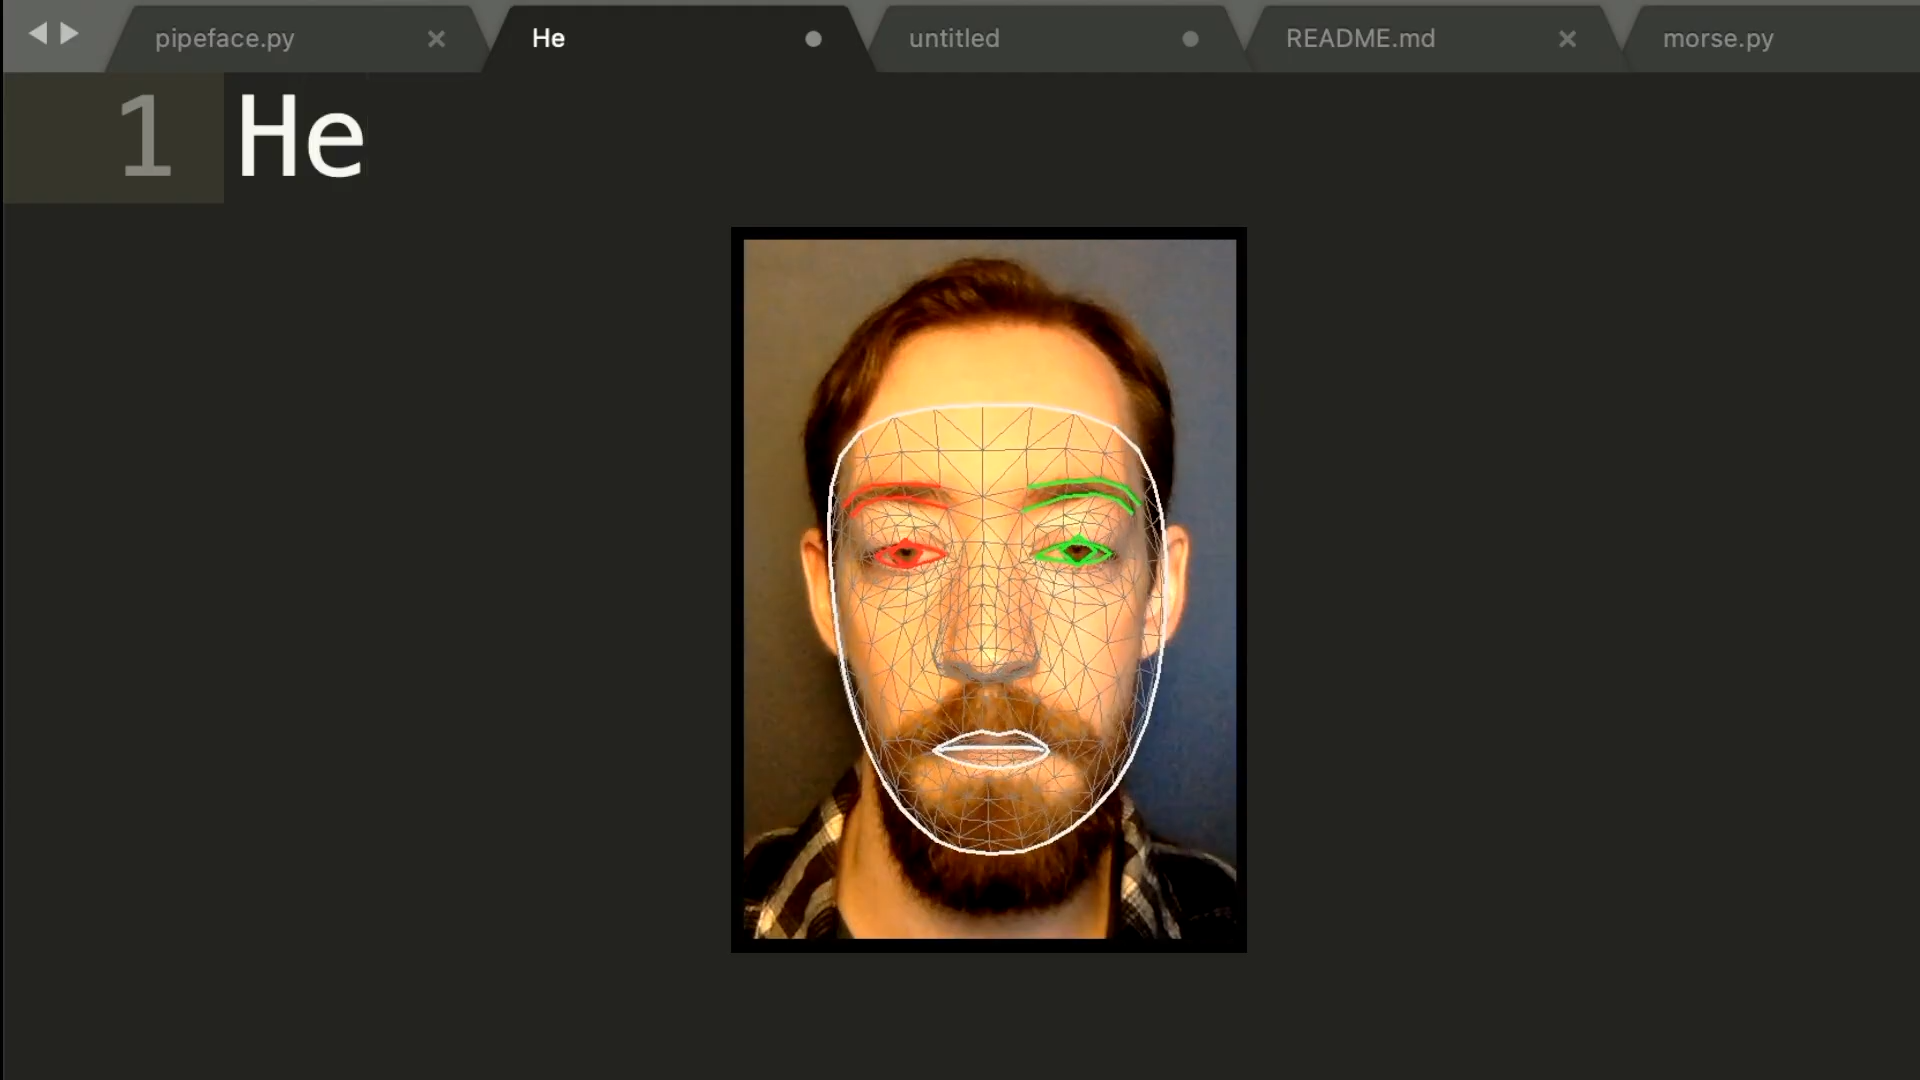 pipeface.py
He
untitled
README.md
morse.py
1 He